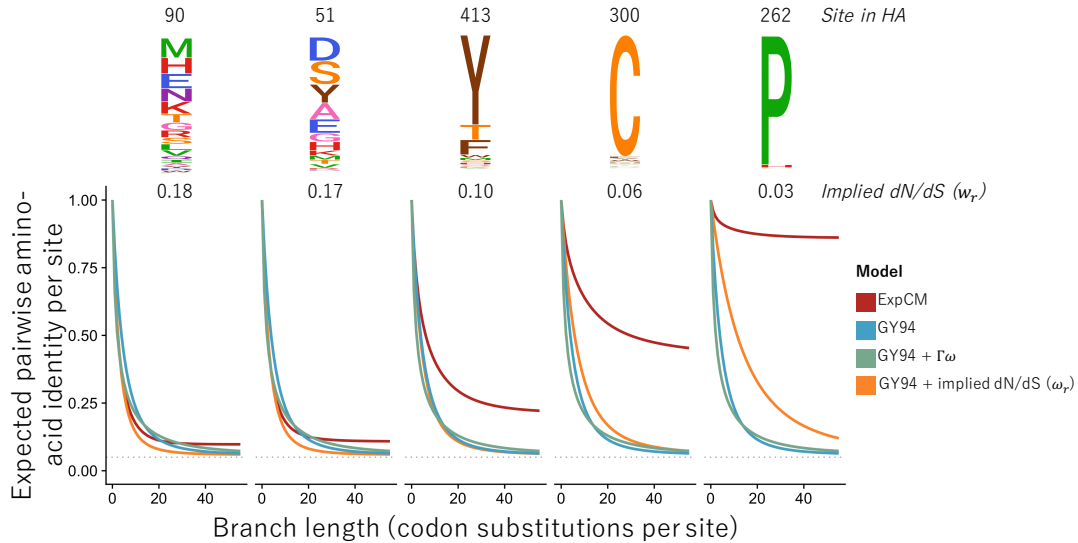 90 51 413 300 262 Site in HA
M D Y C P
H S T L
E Y F
N A
K E
T G
G H
R K
S M
0.18 0.17 0.10 0.06 0.03 Implied dN/dS (wᵣ)
Expected pairwise amino-
acid identity per site
1.00
0.75
0.50
0.25
0.00
0 20 40 0 20 40 0 20 40 0 20 40 0 20 40
Branch length (codon substitutions per site)
Model
ExpCM
GY94
GY94 + Γω
GY94 + implied dN/dS (ωᵣ)